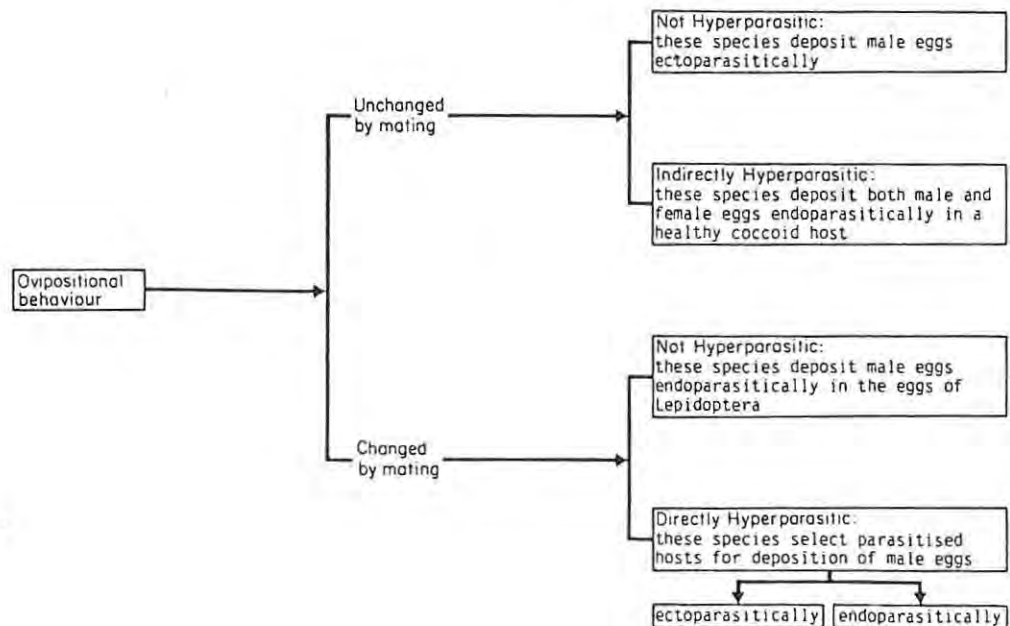 Not Hyperparasitic:
these species deposit male eggs
ectoparasitically
Unchanged
by mating
Indirectly Hyperparasitic:
these species deposit both male and
female eggs endoparasitically in a
healthy coccoid host
Ovipositional
behaviour
Not Hyperparasitic:
these species deposit male eggs
endoparasitically in the eggs of
Lepidoptera
Changed
by mating
Directly Hyperparasitic:
these species select parasitised
hosts for deposition of male eggs
ectoparasitically
endoparasitically